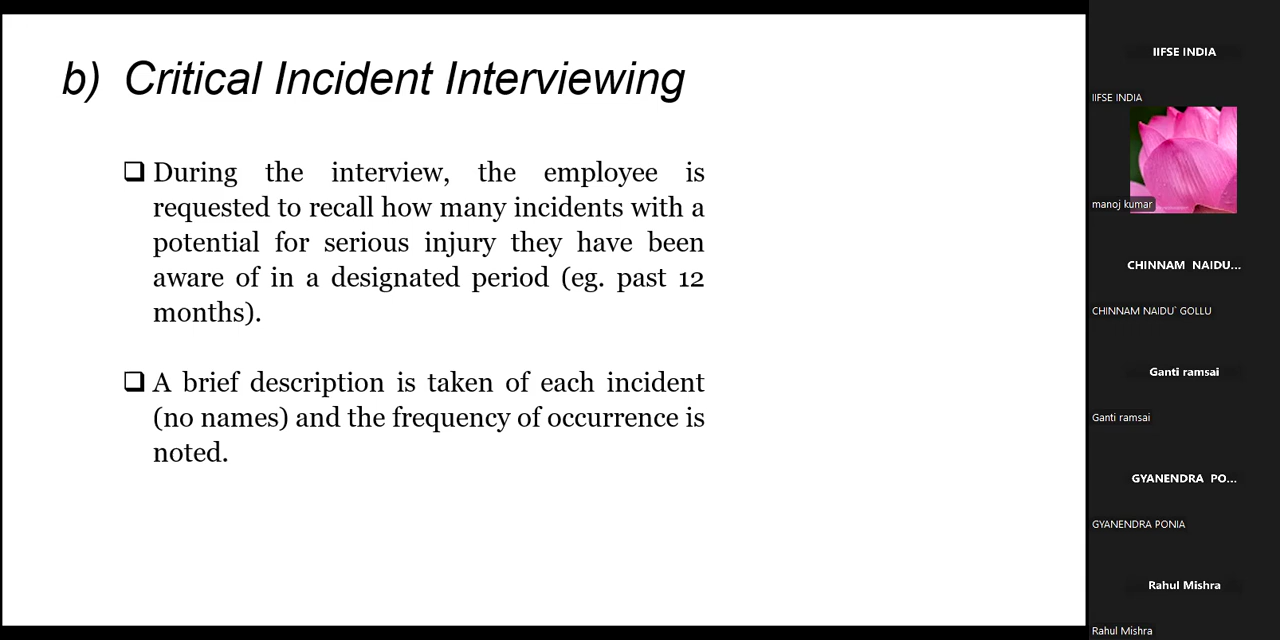 b) Critical Incident Interviewing
❑ During the interview, the employee is
requested to recall how many incidents with a
potential for serious injury they have been
aware of in a designated period (eg. past 12
months).
❑ A brief description is taken of each incident
(no names) and the frequency of occurrence is
noted.
IIFSE INDIA
IIFSE INDIA
manoj kumar
CHINNAM NAIDU...
CHINNAM NAIDU` GOLLU
Ganti ramsai
Ganti ramsai
GYANENDRA PO...
GYANENDRA PONIA
Rahul Mishra
Rahul Mishra